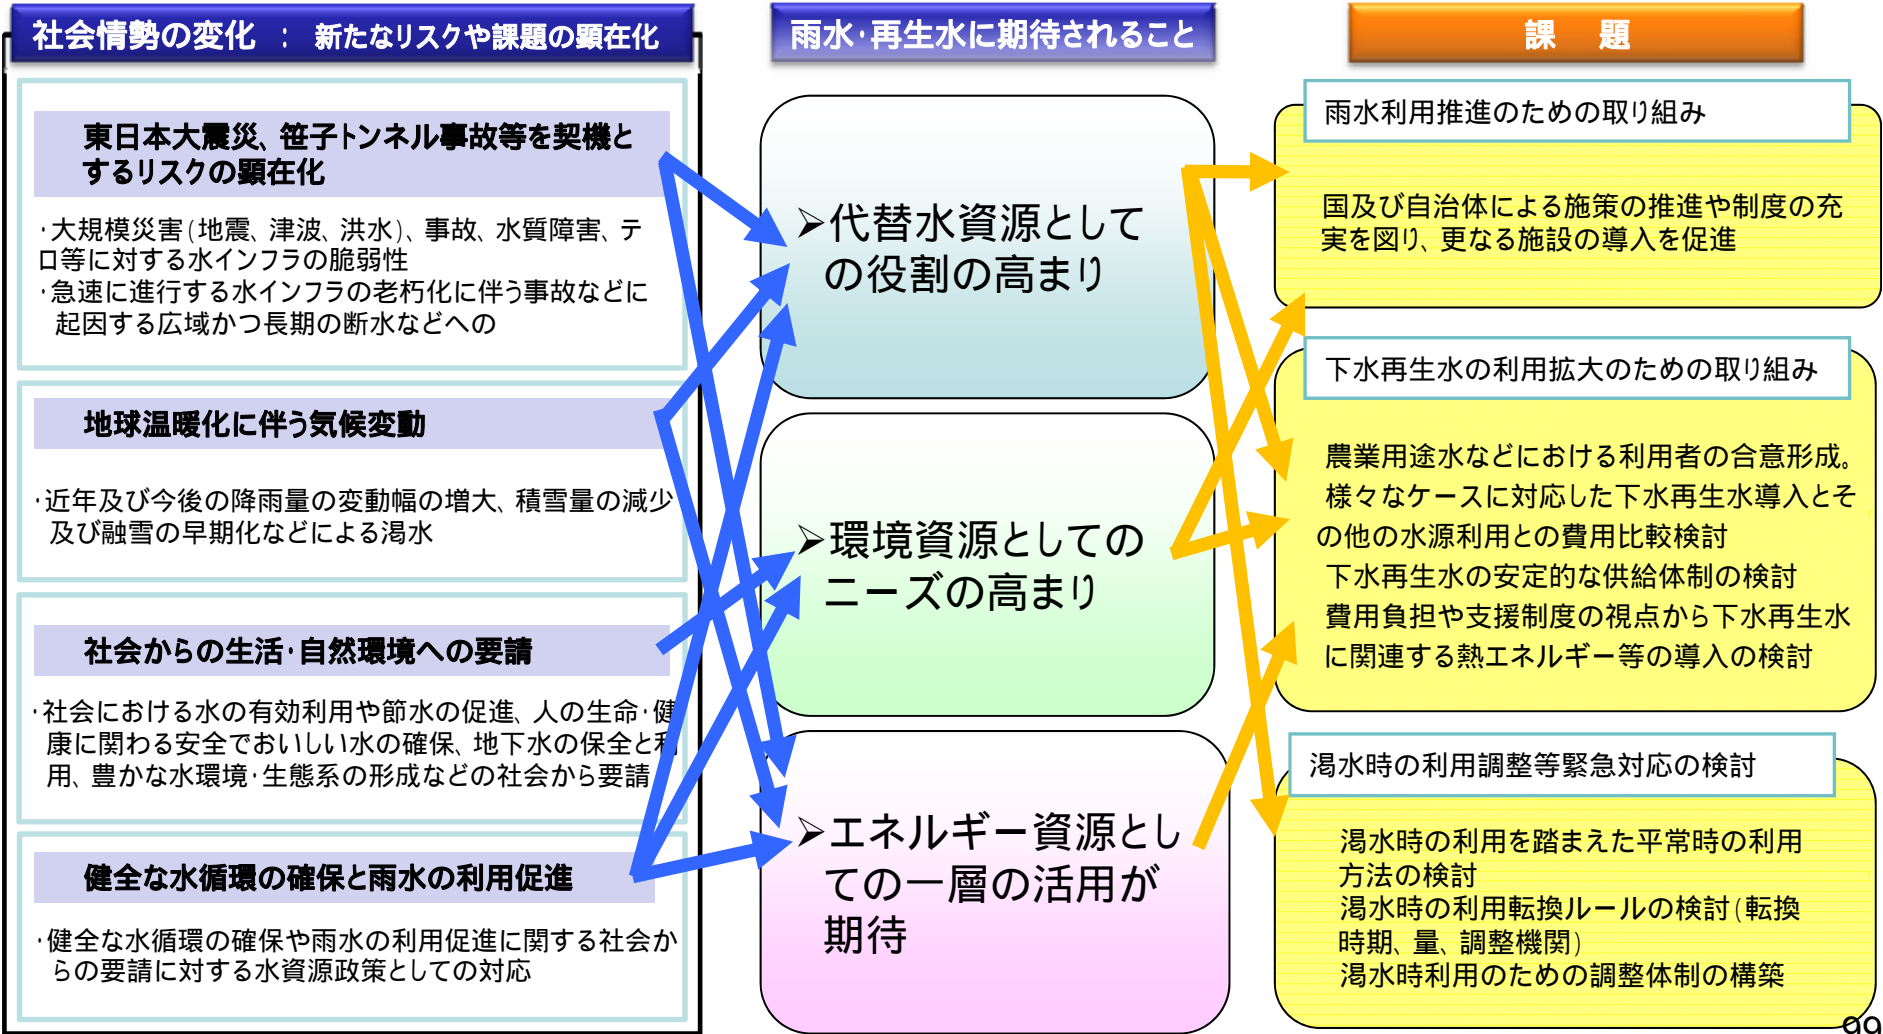 社会情勢の変化 ： 新たなリスクや課題の顕在化
東日本大震災、笹子トンネル事故等を契機と
するリスクの顕在化
・大規模災害（地震、津波、洪水）、事故、水質障害、テ
ロ等に対する水インフラの脆弱性
・急速に進行する水インフラの老朽化に伴う事故などに
起因する広域かつ長期の断水などへの
地球温暖化に伴う気候変動
・近年及び今後の降雨量の変動幅の増大、積雪量の減少
及び融雪の早期化などによる渇水
社会からの生活・自然環境への要請
・社会における水の有効利用や節水の促進、人の生命・健
康に関わる安全でおいしい水の確保、地下水の保全と利
用、豊かな水環境・生態系の形成などの社会から要請
健全な水循環の確保と雨水の利用促進
・健全な水循環の確保や雨水の利用促進に関する社会か
らの要請に対する水資源政策としての対応
雨水・再生水に期待されること
➢代替水資源として
の役割の高まり
➢環境資源としての
ニーズの高まり
➢エネルギー資源とし
ての一層の活用が
期待
課 題
雨水利用推進のための取り組み
国及び自治体による施策の推進や制度の充
実を図り、更なる施設の導入を促進
下水再生水の利用拡大のための取り組み
農業用途水などにおける利用者の合意形成。
様々なケースに対応した下水再生水導入とそ
の他の水源利用との費用比較検討
下水再生水の安定的な供給体制の検討
費用負担や支援制度の視点から下水再生水
に関連する熱エネルギー等の導入の検討
渇水時の利用調整等緊急対応の検討
渇水時の利用を踏まえた平常時の利用
方法の検討
渇水時の利用転換ルールの検討（転換
時期、量、調整機関）
渇水時利用のための調整体制の構築